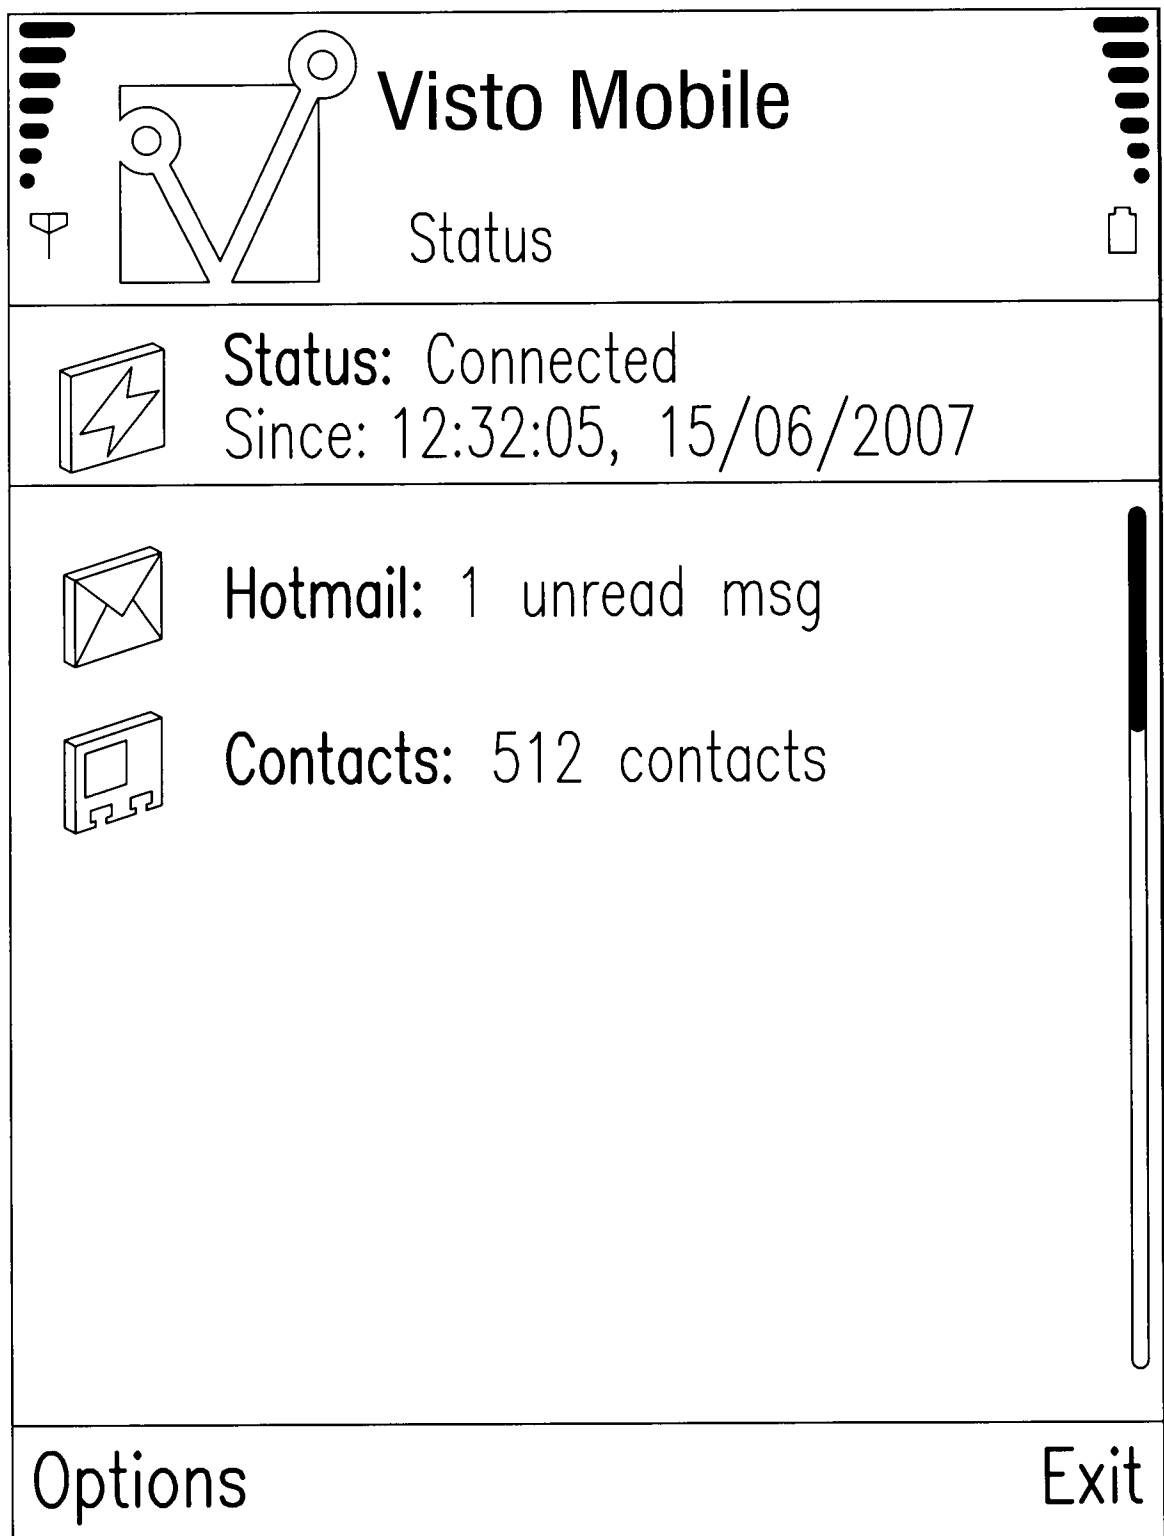 Visto Mobile
Status
Status: Connected
Since: 12:32:05, 15/06/2007
Hotmail: 1 unread msg
Contacts: 512 contacts
Options
Exit